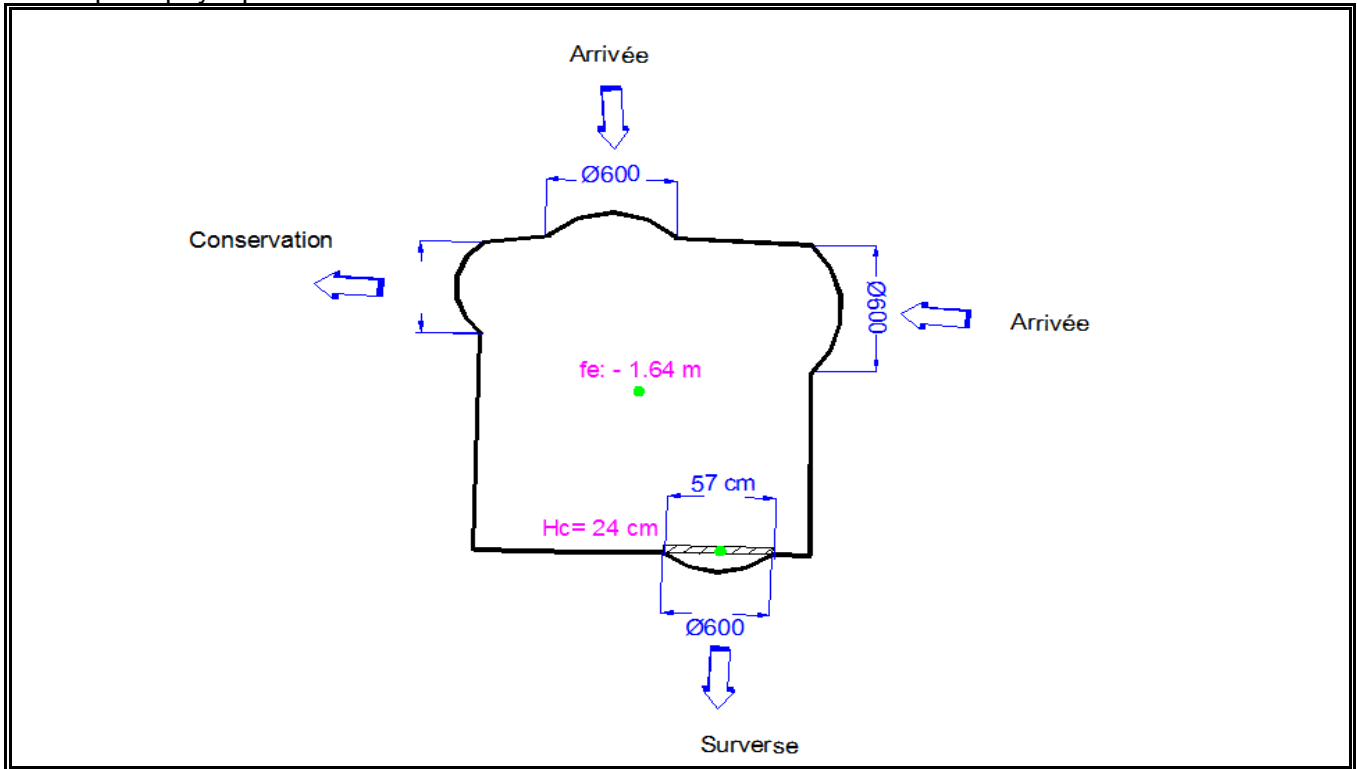 Arrivée
Ø600
Conservation
Ø600
Arrivée
fe: - 1.64 m
57 cm
Hc= 24 cm
Ø600
Surverse